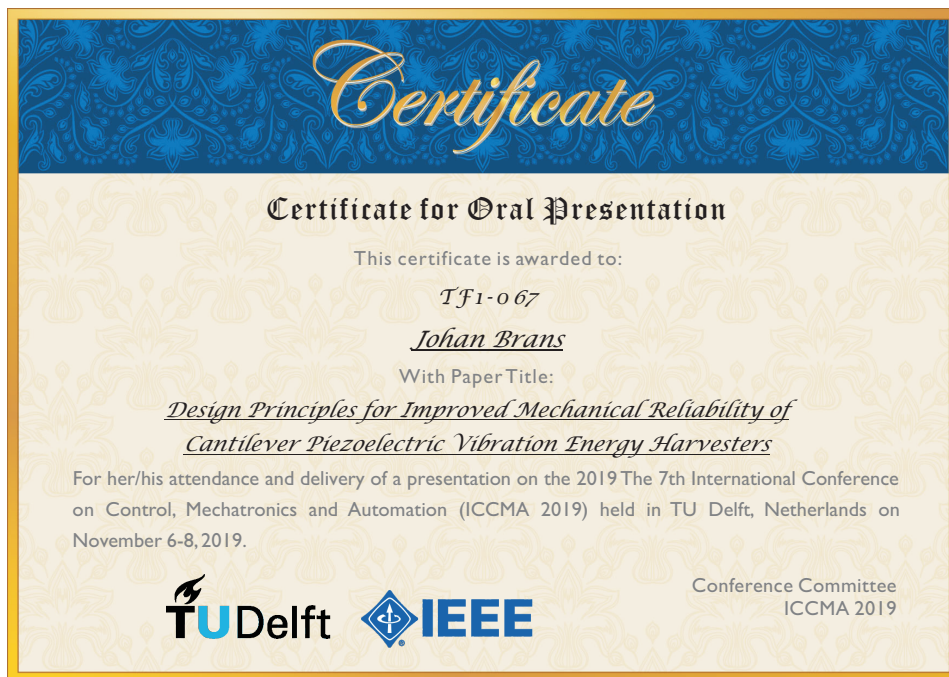 Certificate
Certificate for Oral Presentation
This certificate is awarded to:
TF1-067
Johan Brans
With Paper Title:
Design Principles for Improved Mechanical Reliability of
Cantilever Piezoelectric Vibration Energy Harvesters
For her/his attendance and delivery of a presentation on the 2019 The 7th International Conference
on Control, Mechatronics and Automation (ICCMA 2019) held in TU Delft, Netherlands on
November 6-8, 2019.
Conference Committee
ICCMA 2019
TU Delft
IEEE